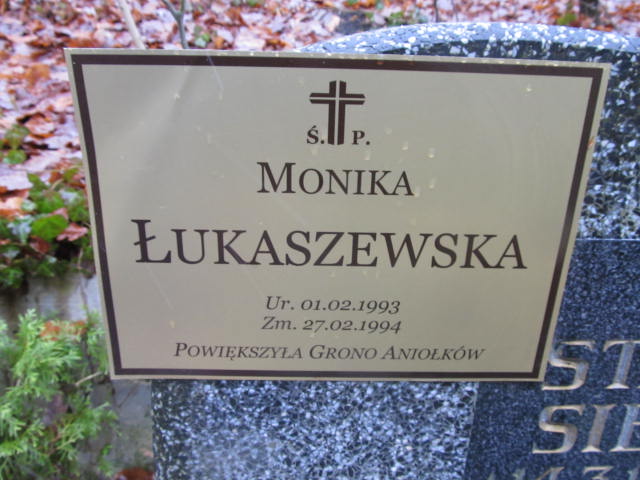 Ś. P.
MONIKA
ŁUKASZEWSKA
Ur. 01.02.1993
Zm. 27.02.1994
POWIĘKSZYŁA GRONO ANIOŁKÓW